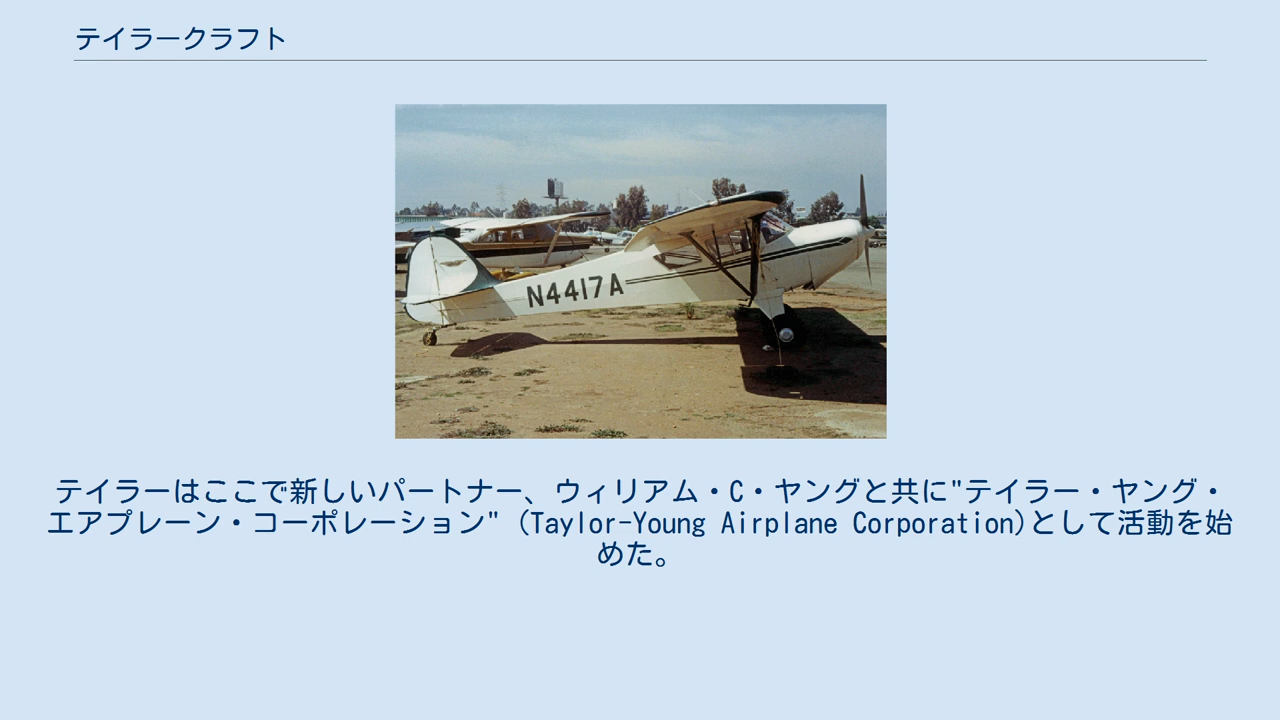 テイラークラフト
N4417A
テイラーはここで新しいパートナー、ウィリアム・C・ヤングと共に"テイラー・ヤング・
エアプレーン・コーポレーション" (Taylor-Young Airplane Corporation)として活動を始
めた。